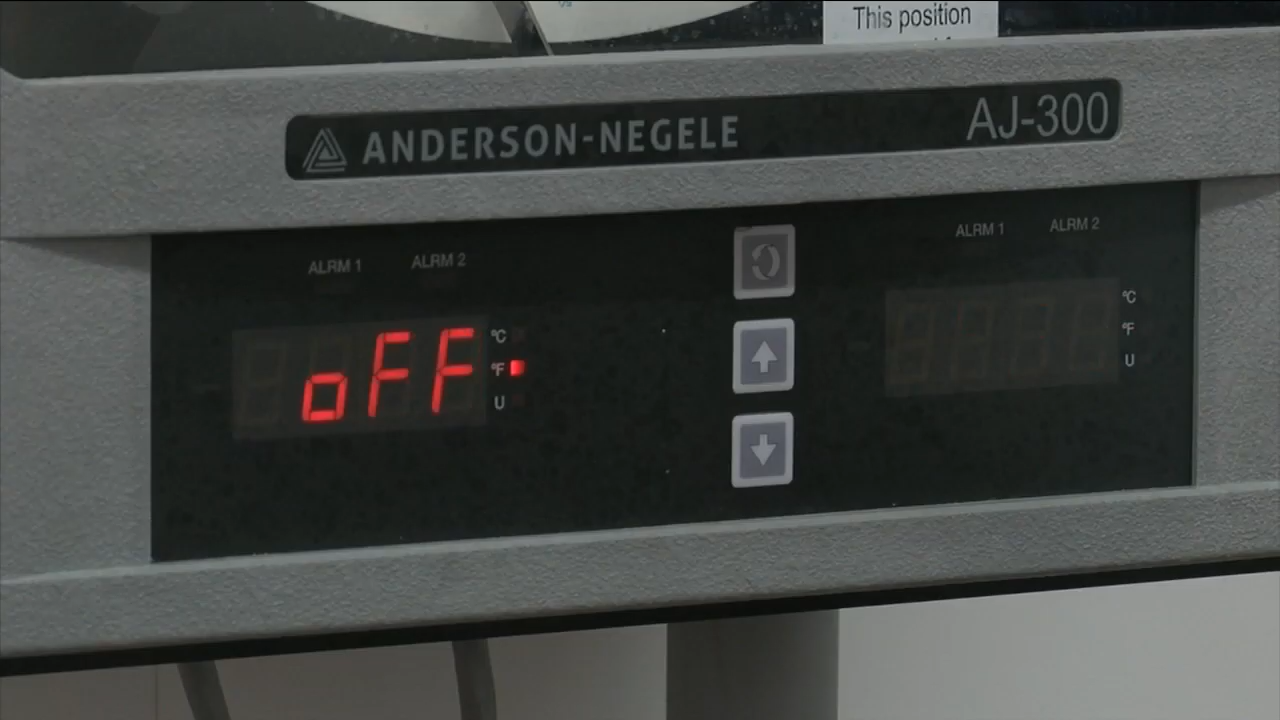 This position
ANDERSON-NEGELE
AJ-300
ALRM 1
ALRM 2
ALRM 1
ALRM 2
oFF
°C
°F
U
°C
°F
U